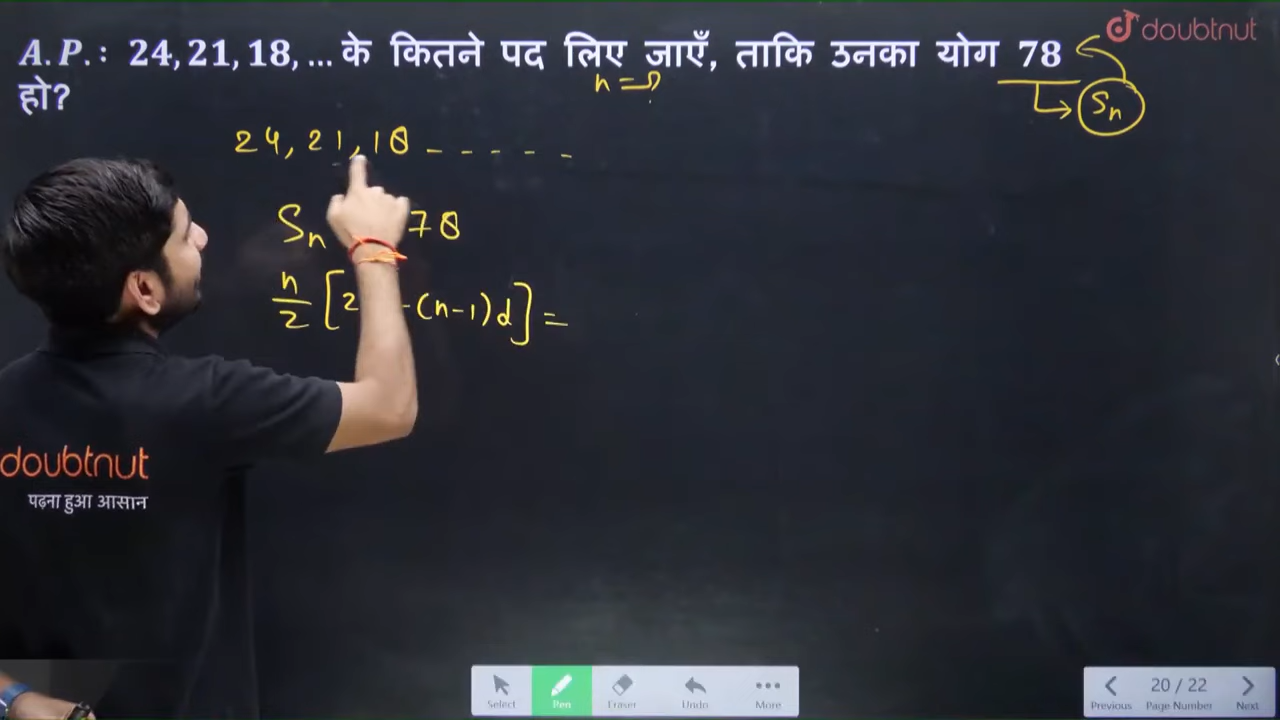 doubtnut
A.P.: 24, 21, 18, ... के कितने पद लिए जाएँ, ताकि उनका योग 78
हो?
n = ?
Sn
24, 21, 18 - - - - -
Sn 78
n/2 [2 -(n-1)d] =
doubtnut
पढ़ना हुआ आसान
Select Pen Eraser Undo More
Previous 20 / 22 Page Number Next